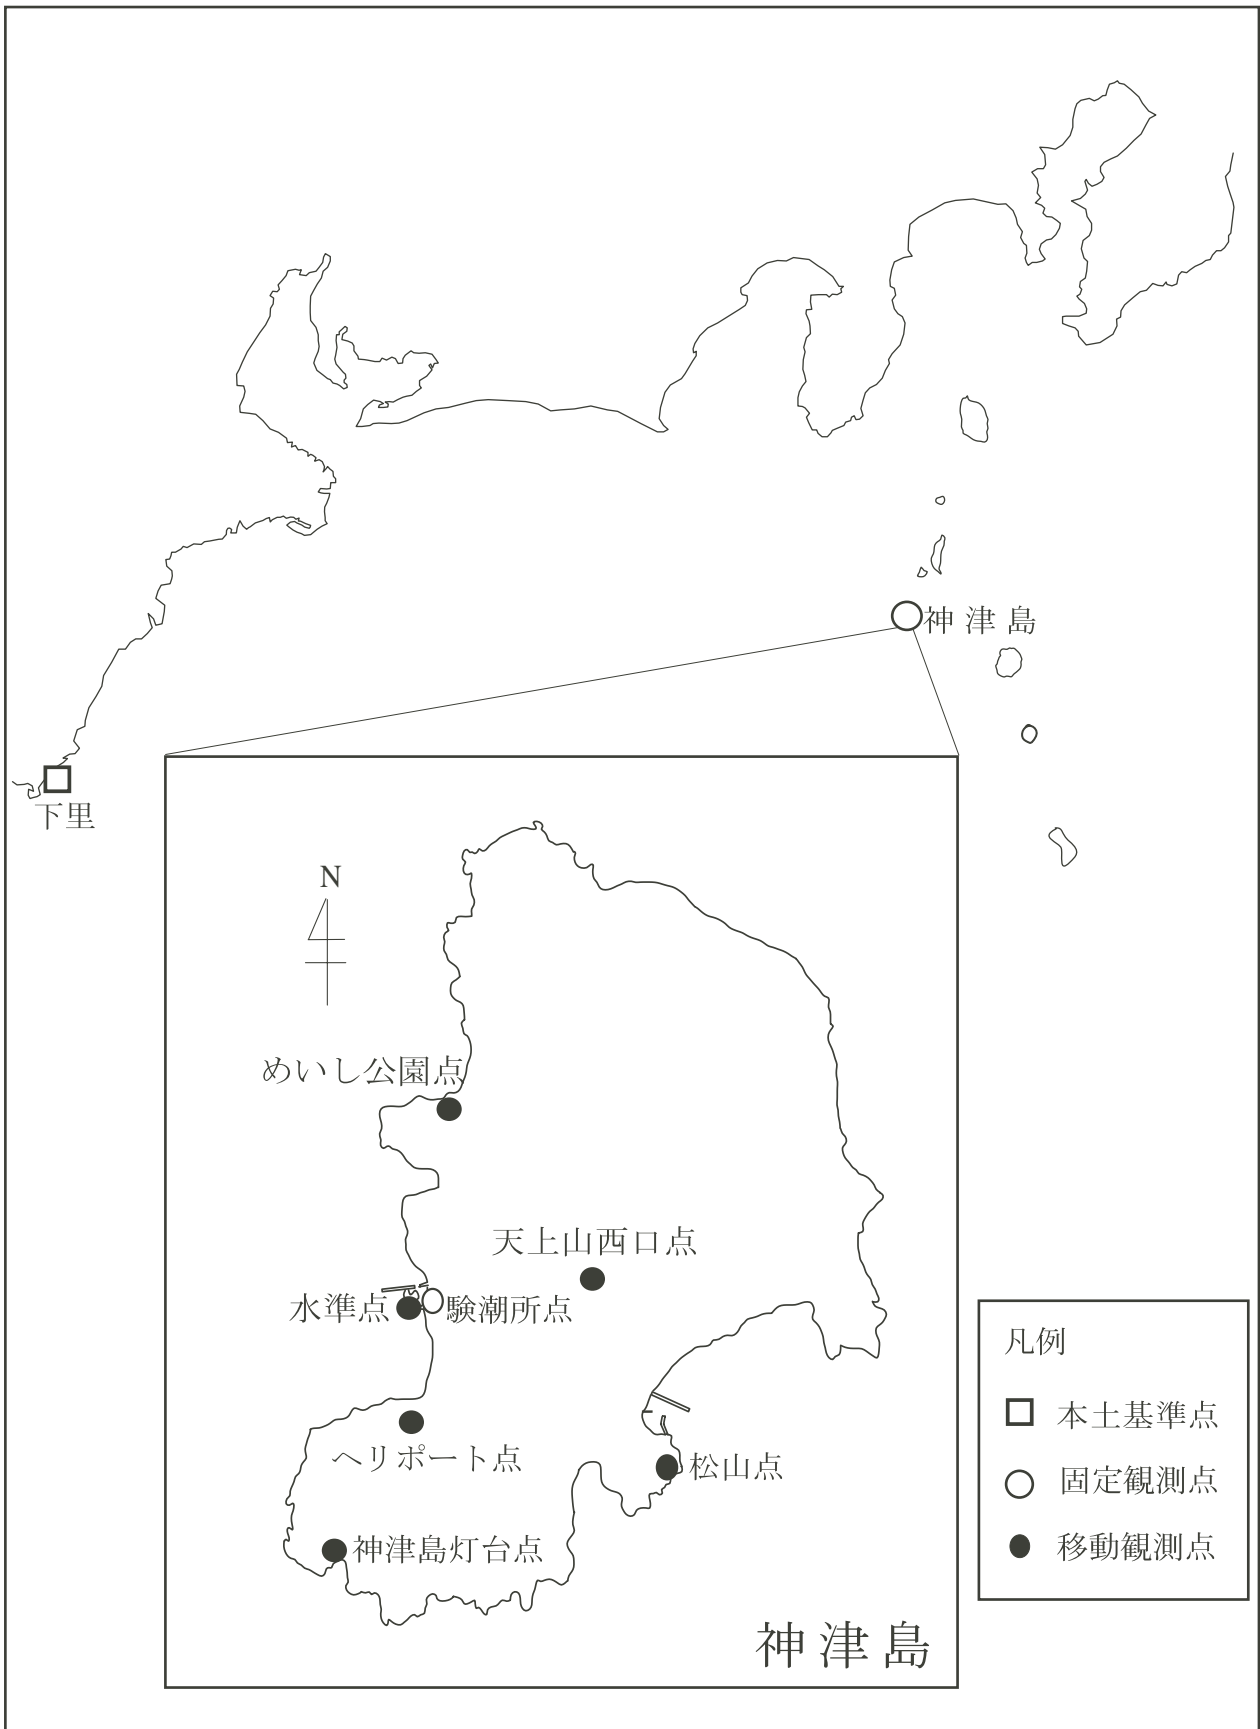 神津島
下里
N
めいし公園点
天上山西口点
水準点
験潮所点
ヘリポート点
松山点
神津島灯台点
神津島
凡例
本土基準点
固定観測点
移動観測点